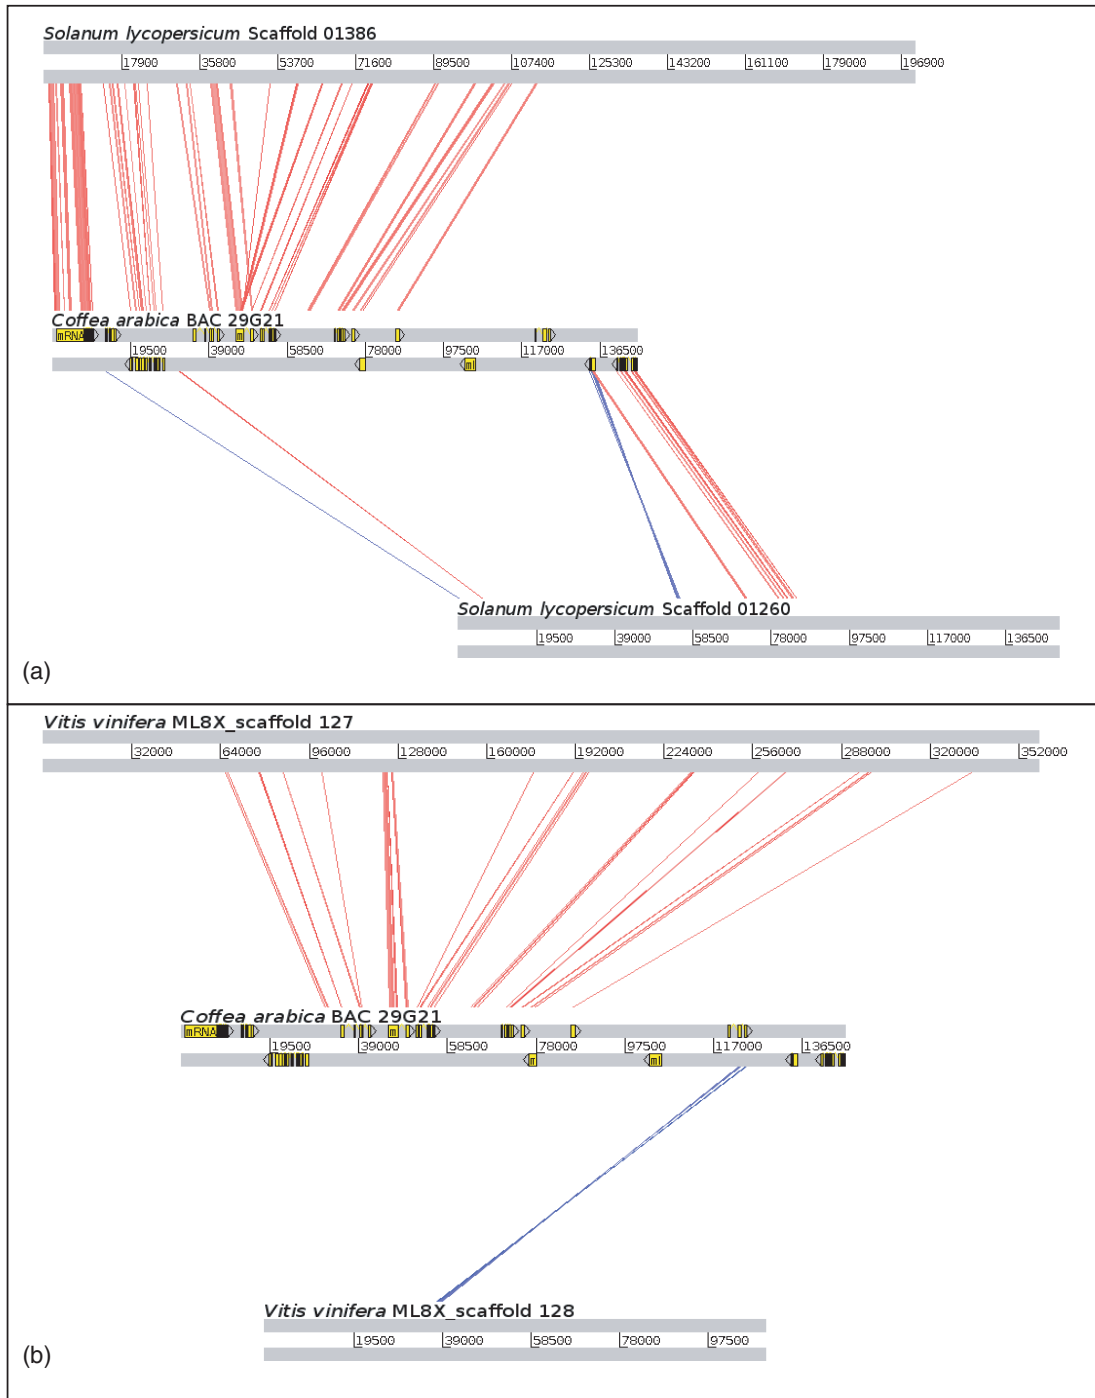 Solanum lycopersicum Scaffold 01386
17900 35800 53700 71600 89500 107400 125300 143200 161100 179000 196900
Coffea arabica BAC 29G21
mRNA m
19500 39000 58500 78000 97500 117000 136500
Solanum lycopersicum Scaffold 01260
19500 39000 58500 78000 97500 117000 136500
(a)
Vitis vinifera ML8X_scaffold 127
32000 64000 96000 128000 160000 192000 224000 256000 288000 320000 352000
Coffea arabica BAC 29G21
mRNA m
19500 39000 58500 78000 97500 117000 136500
Vitis vinifera ML8X_scaffold 128
19500 39000 58500 78000 97500
(b)